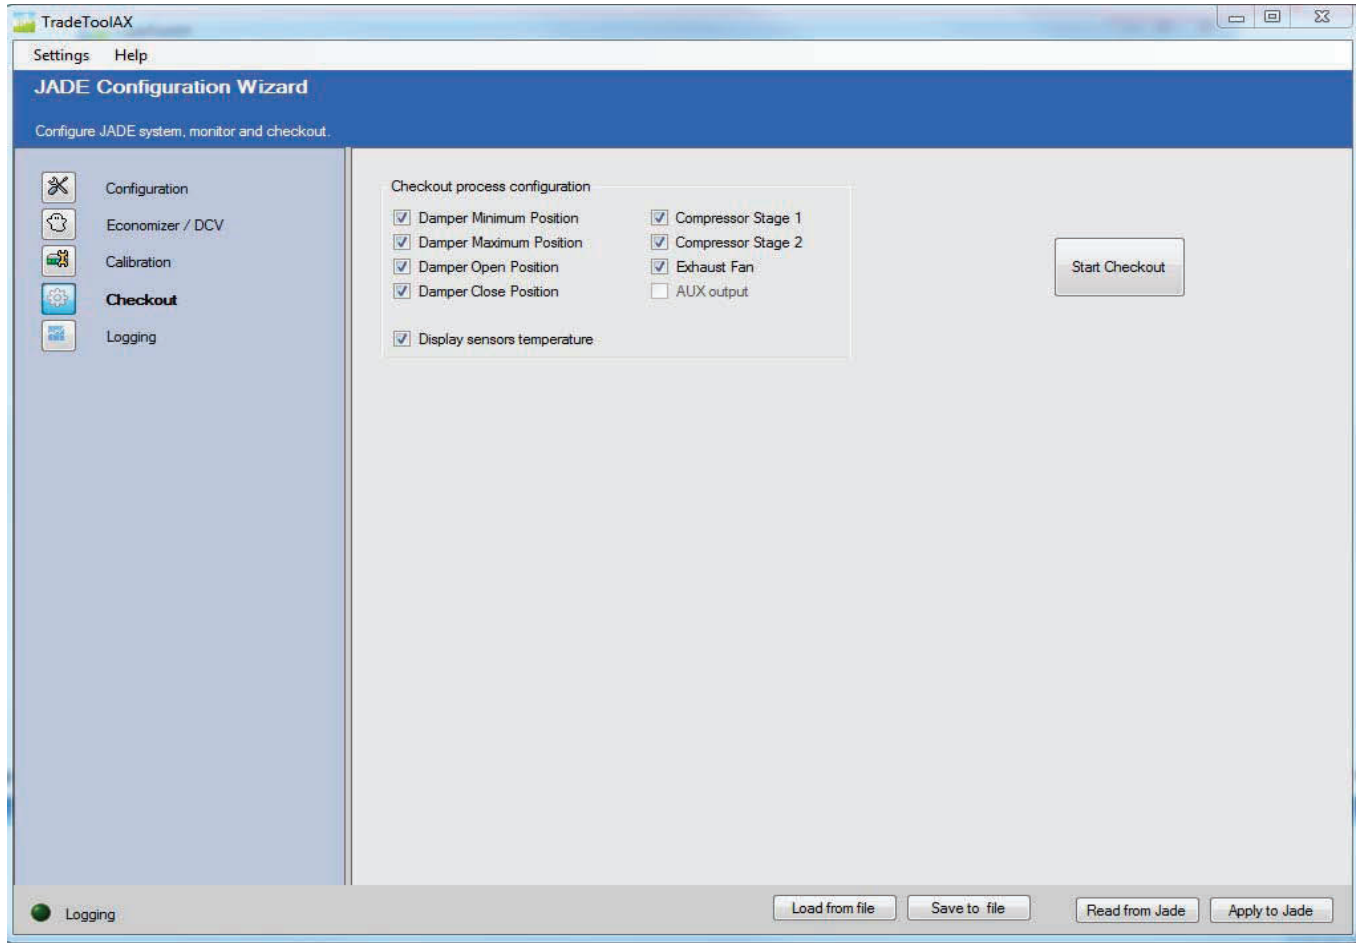 TradeToolAX
Settings Help
JADE Configuration Wizard
Configure JADE system, monitor and checkout.
Configuration
Economizer / DCV
Calibration
Checkout
Logging
Checkout process configuration
Damper Minimum Position Compressor Stage 1
Damper Maximum Position Compressor Stage 2
Damper Open Position Exhaust Fan
Damper Close Position AUX output
Display sensors temperature
Start Checkout
Logging
Load from file Save to file Read from Jade Apply to Jade